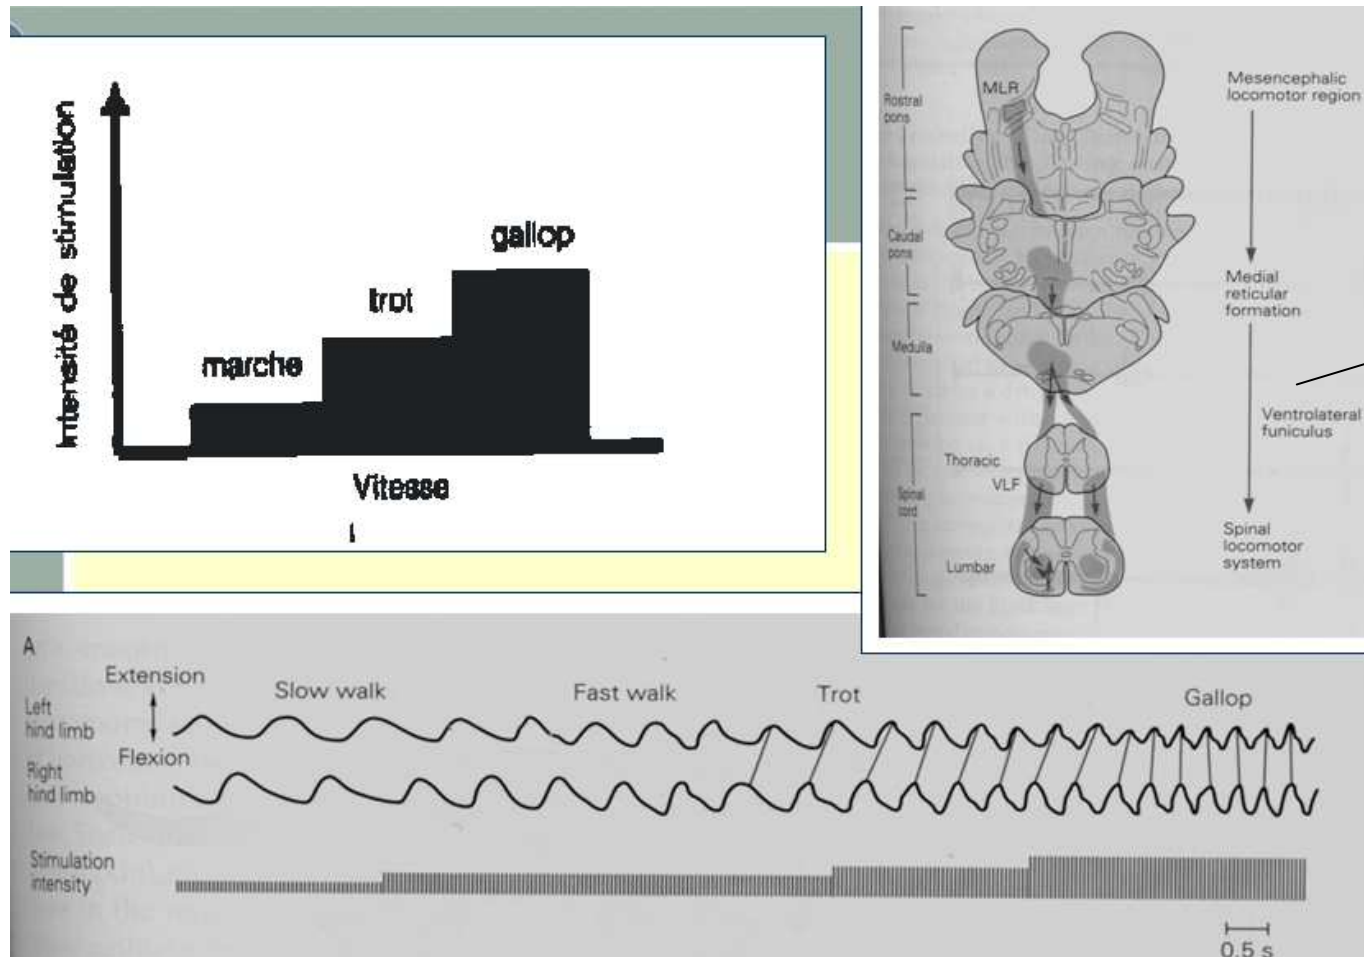 Intensité de stimulation
gallop
trot
marche
Vitesse
Rostral
pons
MLR
Mesencephalic
locomotor region
Caudal
pons
Medial
reticular
formation
Medulla
Ventrolateral
funiculus
Thoracic
VLF
Spinal
cord
Spinal
locomotor
system
Lumbar
A
Extension
Slow walk
Fast walk
Trot
Gallop
Left
hind limb
Flexion
Right
hind limb
Stimulation
intensity
0.5 s